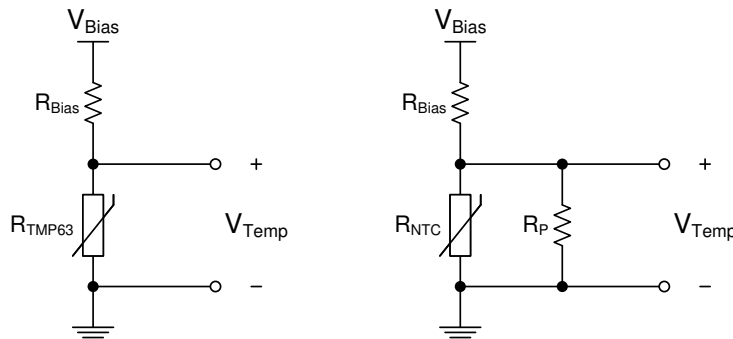 V_Bias
R_Bias
+
R_TMP63
V_Temp
−
V_Bias
R_Bias
+
R_NTC
R_P
V_Temp
−